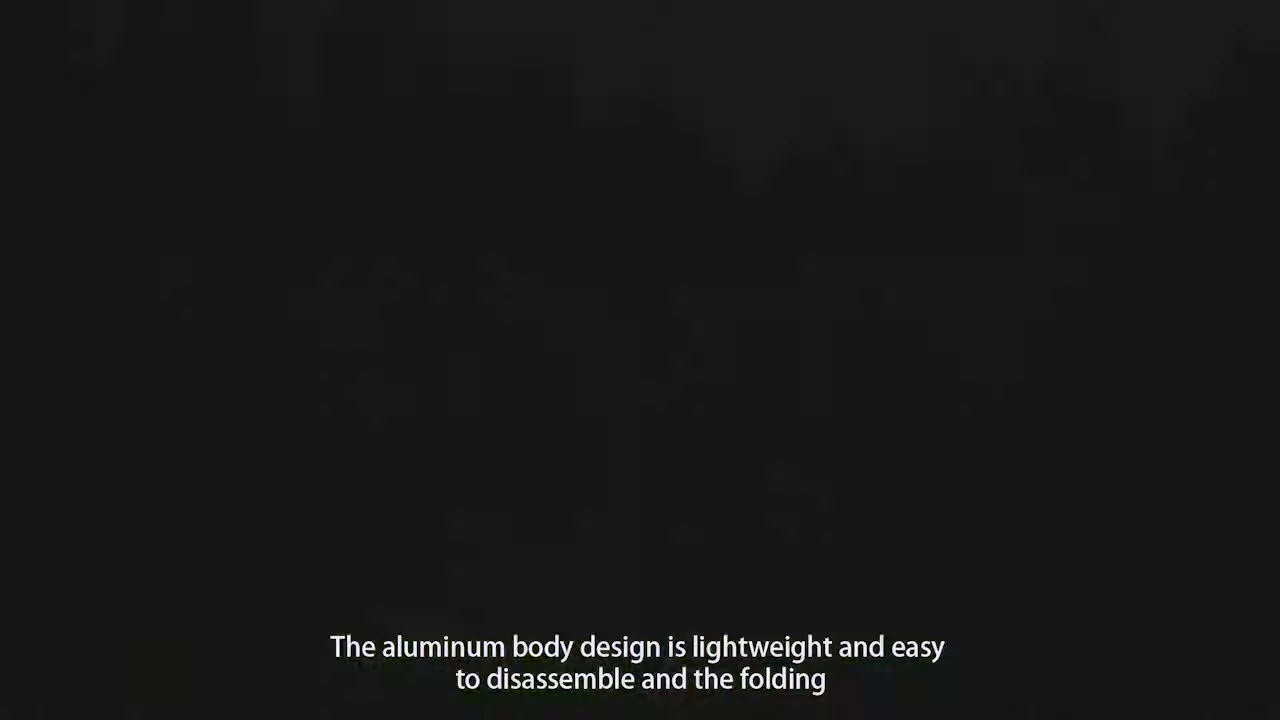 The aluminum body design is lightweight and easy
to disassemble and the folding